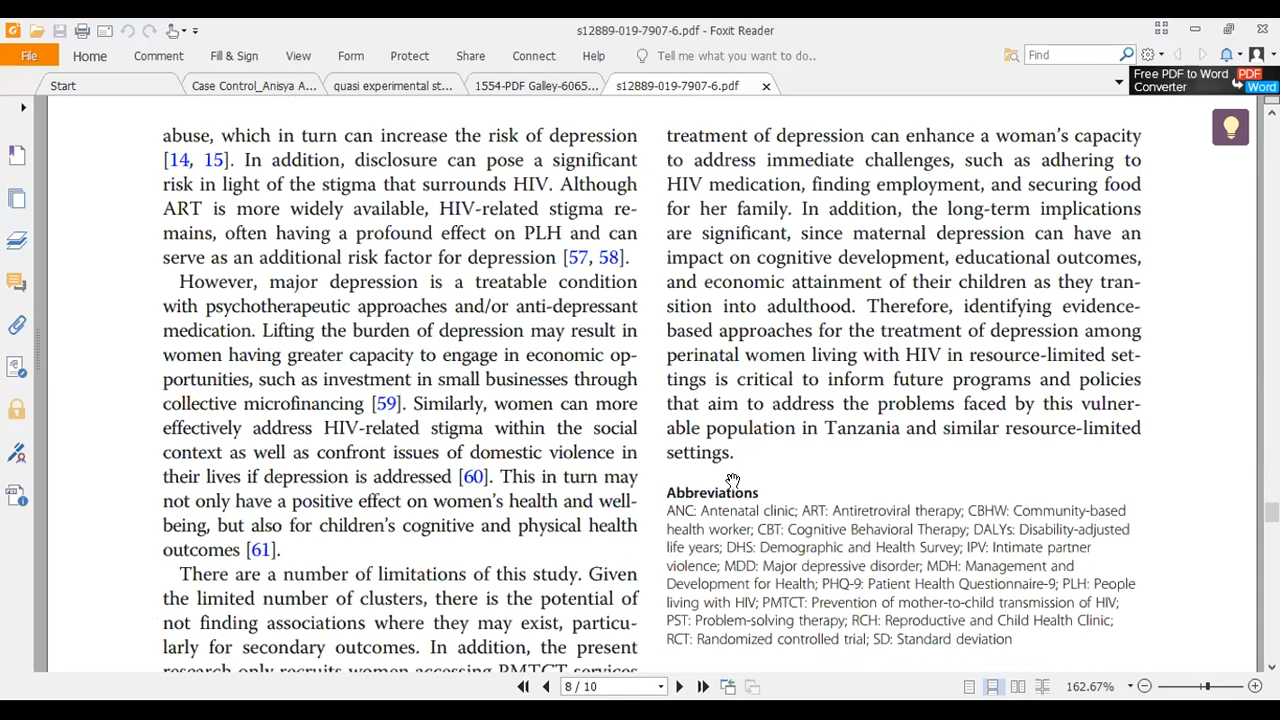 s12889-019-7907-6.pdf - Foxit Reader
File Home Comment Fill & Sign View Form Protect Share Connect Help Tell me what you want to do.. Find
Start Case Control_Anisya A... quasi experimental st... 1554-PDF Galley-6065... s12889-019-7907-6.pdf
Free PDF to Word PDF
Converter Word
abuse, which in turn can increase the risk of depression
[14, 15]. In addition, disclosure can pose a significant
risk in light of the stigma that surrounds HIV. Although
ART is more widely available, HIV-related stigma re-
mains, often having a profound effect on PLH and can
serve as an additional risk factor for depression [57, 58].
However, major depression is a treatable condition
with psychotherapeutic approaches and/or anti-depressant
medication. Lifting the burden of depression may result in
women having greater capacity to engage in economic op-
portunities, such as investment in small businesses through
collective microfinancing [59]. Similarly, women can more
effectively address HIV-related stigma within the social
context as well as confront issues of domestic violence in
their lives if depression is addressed [60]. This in turn may
not only have a positive effect on women's health and well-
being, but also for children's cognitive and physical health
outcomes [61].
There are a number of limitations of this study. Given
the limited number of clusters, there is the potential of
not finding associations where they may exist, particu-
larly for secondary outcomes. In addition, the present
research only recruits women accessing PMTCT services
treatment of depression can enhance a woman's capacity
to address immediate challenges, such as adhering to
HIV medication, finding employment, and securing food
for her family. In addition, the long-term implications
are significant, since maternal depression can have an
impact on cognitive development, educational outcomes,
and economic attainment of their children as they tran-
sition into adulthood. Therefore, identifying evidence-
based approaches for the treatment of depression among
perinatal women living with HIV in resource-limited set-
tings is critical to inform future programs and policies
that aim to address the problems faced by this vulner-
able population in Tanzania and similar resource-limited
settings.
Abbreviations
ANC: Antenatal clinic; ART: Antiretroviral therapy; CBHW: Community-based
health worker; CBT: Cognitive Behavioral Therapy; DALYs: Disability-adjusted
life years; DHS: Demographic and Health Survey; IPV: Intimate partner
violence; MDD: Major depressive disorder; MDH: Management and
Development for Health; PHQ-9: Patient Health Questionnaire-9; PLH: People
living with HIV; PMTCT: Prevention of mother-to-child transmission of HIV;
PST: Problem-solving therapy; RCH: Reproductive and Child Health Clinic;
RCT: Randomized controlled trial; SD: Standard deviation
8 / 10 162.67%